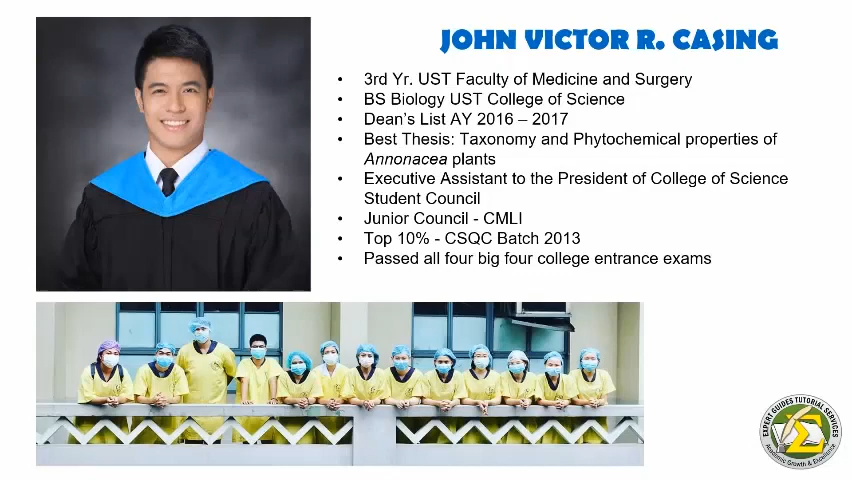 JOHN VICTOR R. CASING
• 3rd Yr. UST Faculty of Medicine and Surgery
• BS Biology UST College of Science
• Dean’s List AY 2016 – 2017
• Best Thesis: Taxonomy and Phytochemical properties of
Annonacea plants
• Executive Assistant to the President of College of Science
Student Council
• Junior Council - CMLI
• Top 10% - CSQC Batch 2013
• Passed all four big four college entrance exams
EXPERT GUIDES TUTORIAL SERVICES
Academic Growth & Excellence